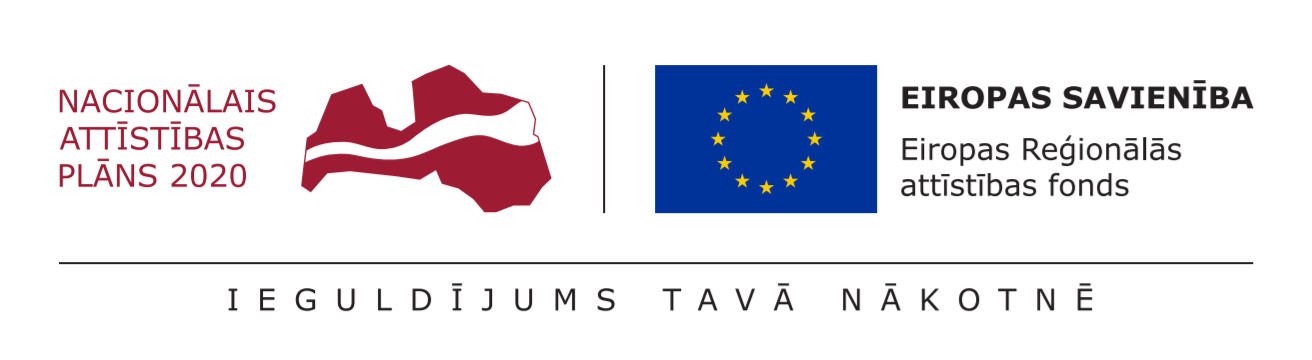 NACIONĀLAIS
ATTĪSTĪBAS
PLĀNS 2020
EIROPAS SAVIENĪBA
Eiropas Reģionālās
attīstības fonds
IEGULDĪJUMS TAVĀ NĀKOTNĒ